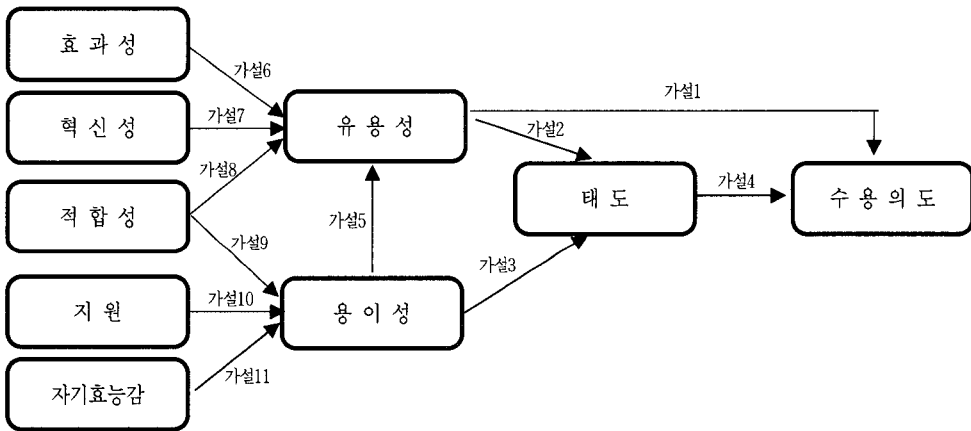 효 과 성
가설6
혁 신 성
가설7
유 용 성
가설1
가설2
적 합 성
가설8
가설9
가설5
태 도
가설4
수 용 의 도
가설3
지 원
가설10
용 이 성
자기효능감
가설11